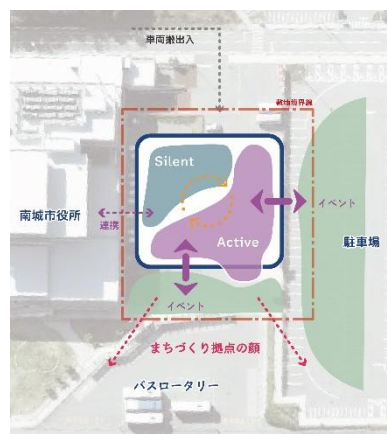 車両搬出入
敷地境界線
Silent
南城市役所
連携
イベント
Active
駐車場
イベント
まちづくり拠点の顔
バスロータリー